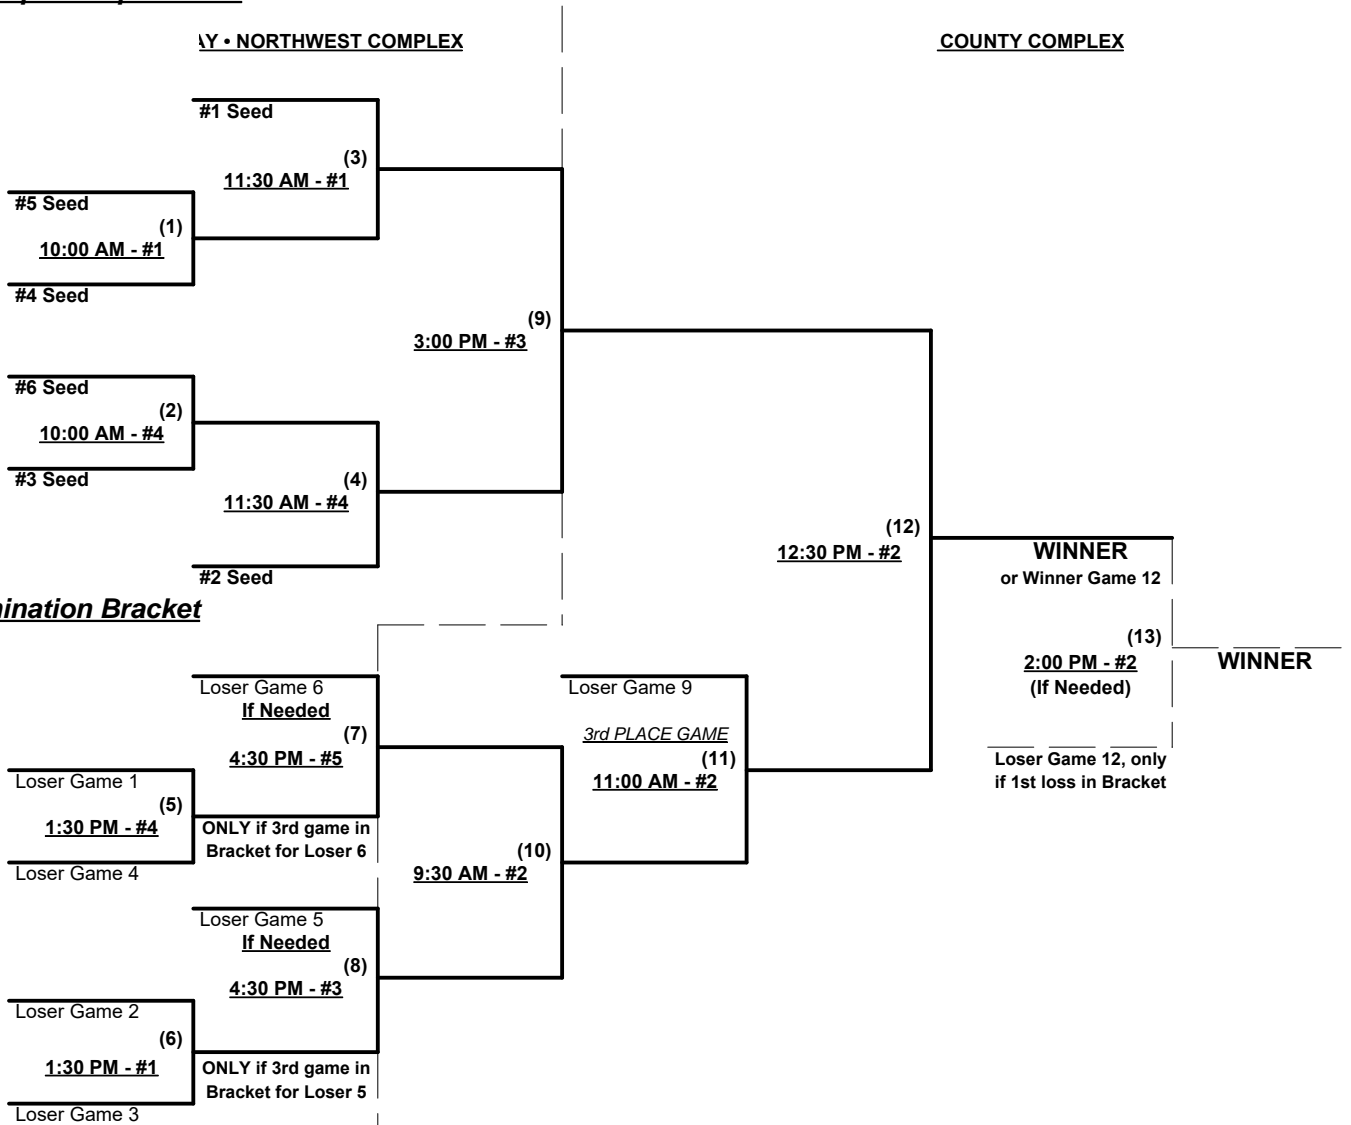 NORTHWEST COMPLEX
COUNTY COMPLEX
#1 Seed
(3)
11:30 AM - #1
#5 Seed
(1)
10:00 AM - #1
#4 Seed
(9)
3:00 PM - #3
#6 Seed
(2)
10:00 AM - #4
#3 Seed
(4)
11:30 AM - #4
#2 Seed
(12)
12:30 PM - #2
WINNER
or Winner Game 12
(13)
2:00 PM - #2
(If Needed)
WINNER
Loser Game 12, only
if 1st loss in Bracket
Bracket
Loser Game 6
If Needed
(7)
4:30 PM - #5
Loser Game 1
(5)
1:30 PM - #4
ONLY if 3rd game in
Bracket for Loser 6
Loser Game 4
Loser Game 9
3rd PLACE GAME
(11)
11:00 AM - #2
(10)
9:30 AM - #2
Loser Game 5
If Needed
(8)
4:30 PM - #3
Loser Game 2
(6)
1:30 PM - #1
ONLY if 3rd game in
Bracket for Loser 5
Loser Game 3